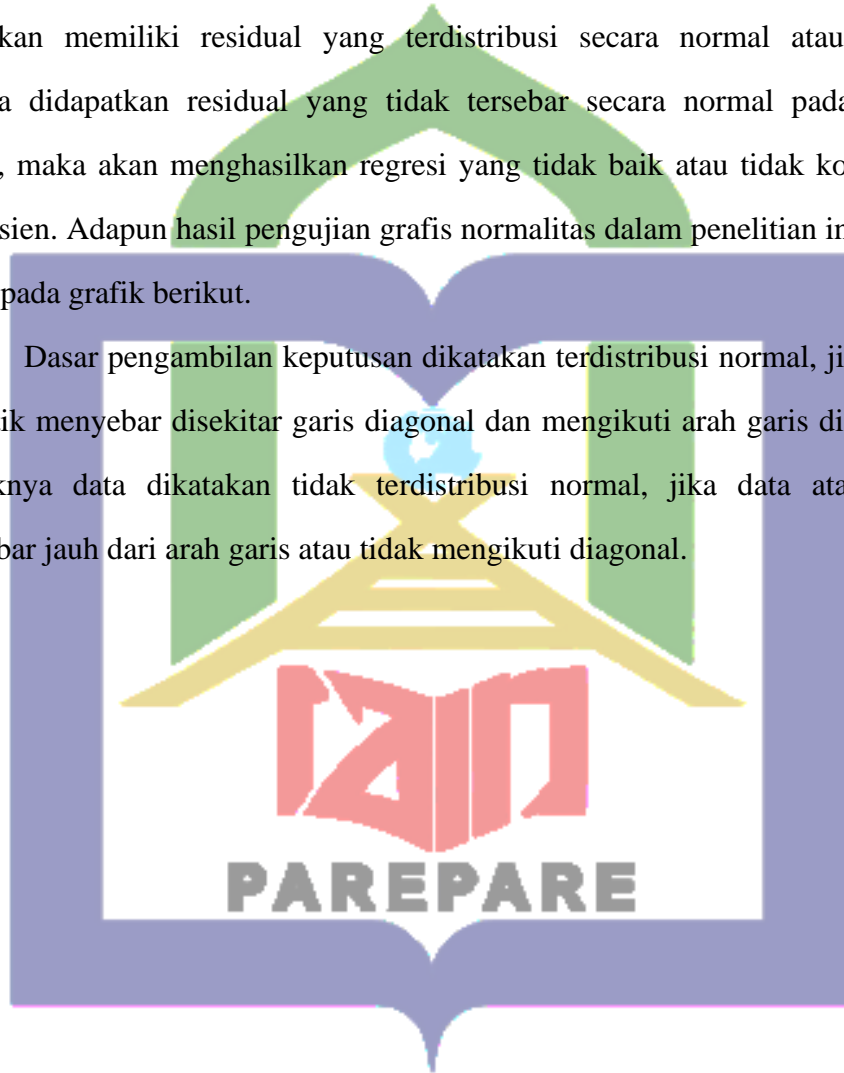 kan memiliki residual yang terdistribusi secara normal atau
a didapatkan residual yang tidak tersebar secara normal pada
, maka akan menghasilkan regresi yang tidak baik atau tidak ko
sien. Adapun hasil pengujian grafis normalitas dalam penelitian in
pada grafik berikut.
Dasar pengambilan keputusan dikatakan terdistribusi normal, ji
ik menyebar disekitar garis diagonal dan mengikuti arah garis di
knya data dikatakan tidak terdistribusi normal, jika data ata
bar jauh dari arah garis atau tidak mengikuti diagonal.
iain
PAREPARE